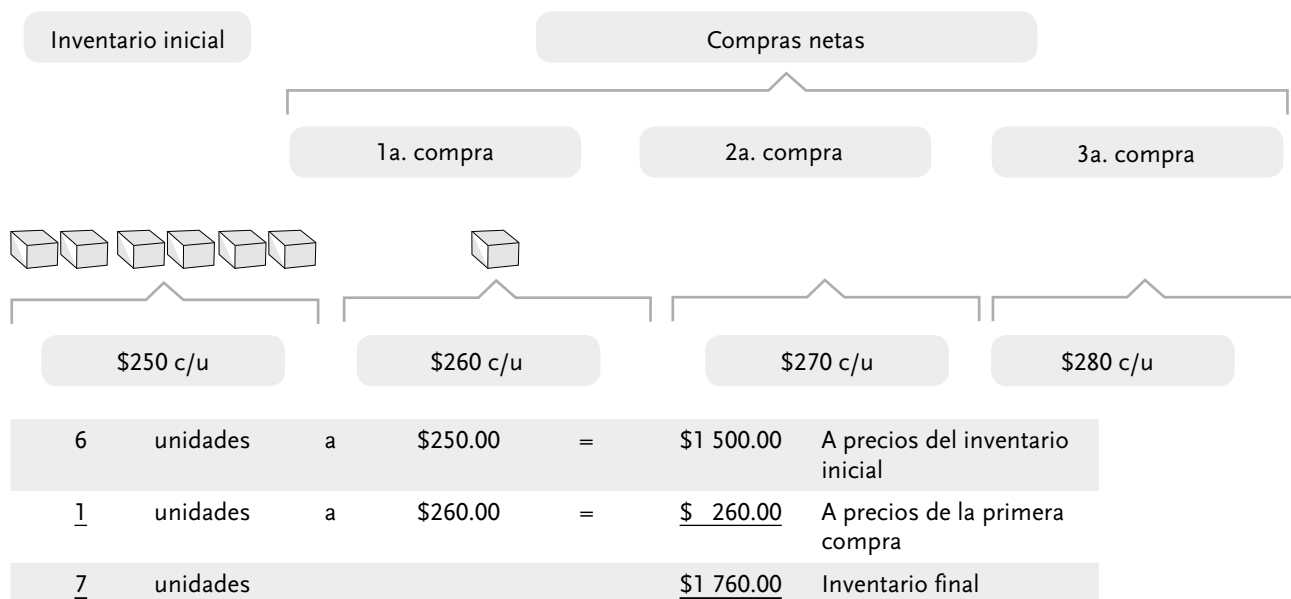 Inventario inicial Compras netas
1a. compra 2a. compra 3a. compra
$250 c/u $260 c/u $270 c/u $280 c/u
6 unidades a $250.00 = $1 500.00 A precios del inventario
inicial
1 unidades a $260.00 = $ 260.00 A precios de la primera
compra
7 unidades $1 760.00 Inventario final